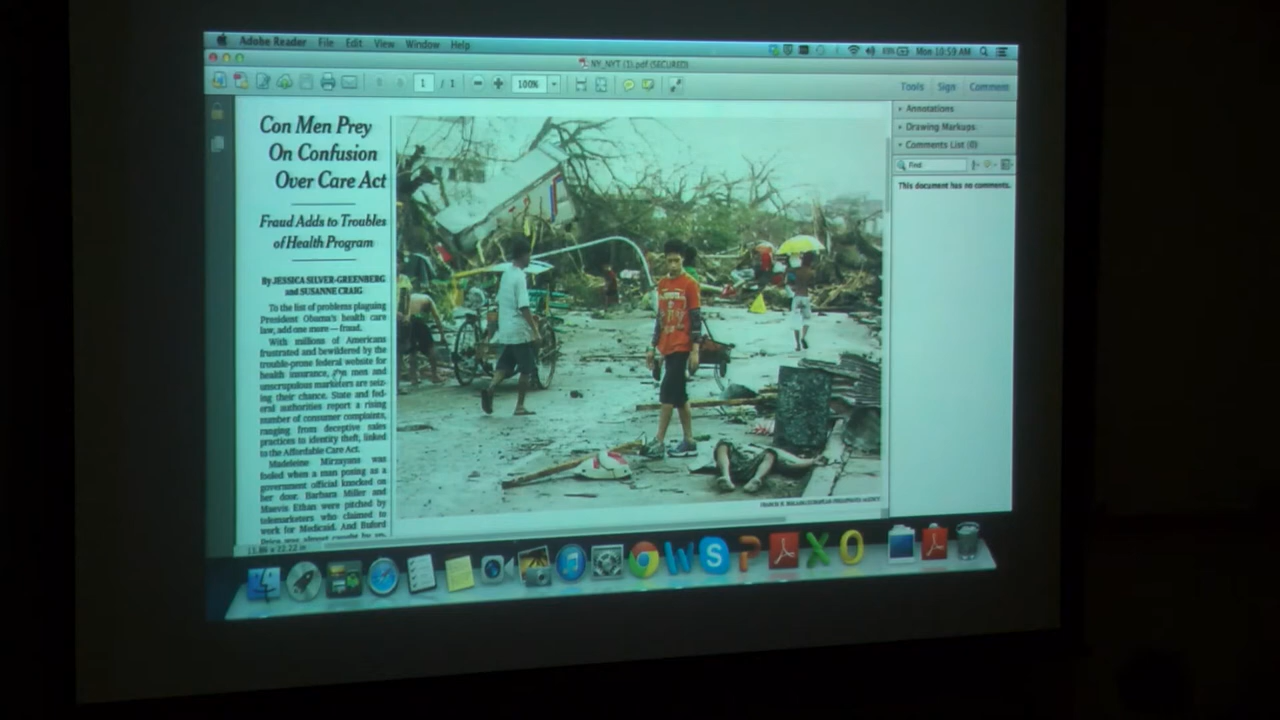 Adobe Reader File Edit View Window Help
Mon 10:59 AM
NY_NYT (1).pdf (SECURED)
1 / 1
100%
Tools Sign Comment
Con Men Prey
On Confusion
Over Care Act
Fraud Adds to Troubles
of Health Program
By JESSICA SILVER-GREENBERG
and SUSANNE CRAIG
To the list of problems plaguing
President Obama's health care
law, add one more — fraud.
With millions of Americans
frustrated and bewildered by the
trouble-prone federal website for
health insurance, men and
unscrupulous marketers are seiz-
ing their chance. State and fed-
eral authorities report a rising
number of consumer complaints,
ranging from deceptive sales
practices to identity theft, linked
to the Affordable Care Act.
Madeleine Mirzayans was
fooled when a man posing as a
government official knocked on
her door. Barbara Miller and
Maevis Ethan were pitched by
telemarketers who claimed to
work for Medicaid. And Buford
Price was almost caught by
Annotations
Drawing Markups
Comments List (0)
Find
This document has no comments.
W S P X O